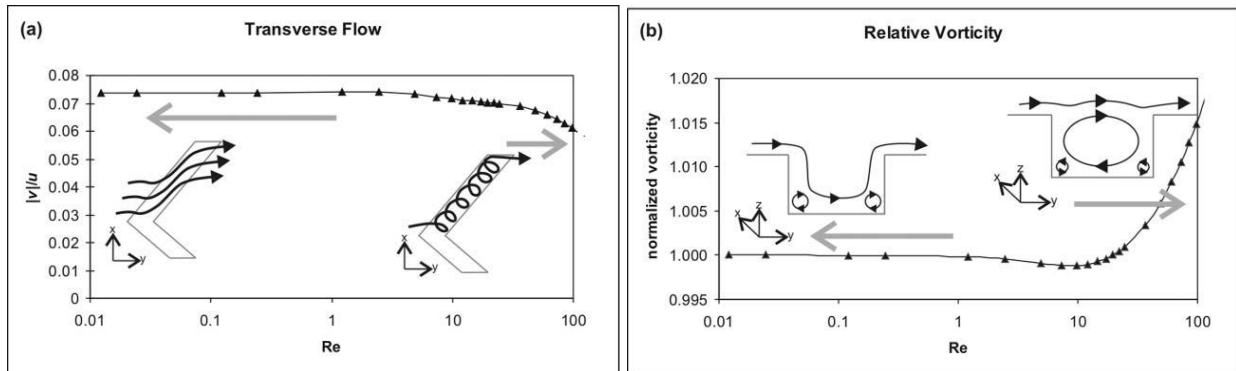 (a)
Transverse Flow
|v|/u
0.08
0.07
0.06
0.05
0.04
0.03
0.02
0.01
0
x
y
x
y
0.01 0.1 1 10 100
Re
(b)
Relative Vorticity
normalized vorticity
1.020
1.015
1.010
1.005
1.000
0.995
x z y
x z y
0.01 0.1 1 10 100
Re